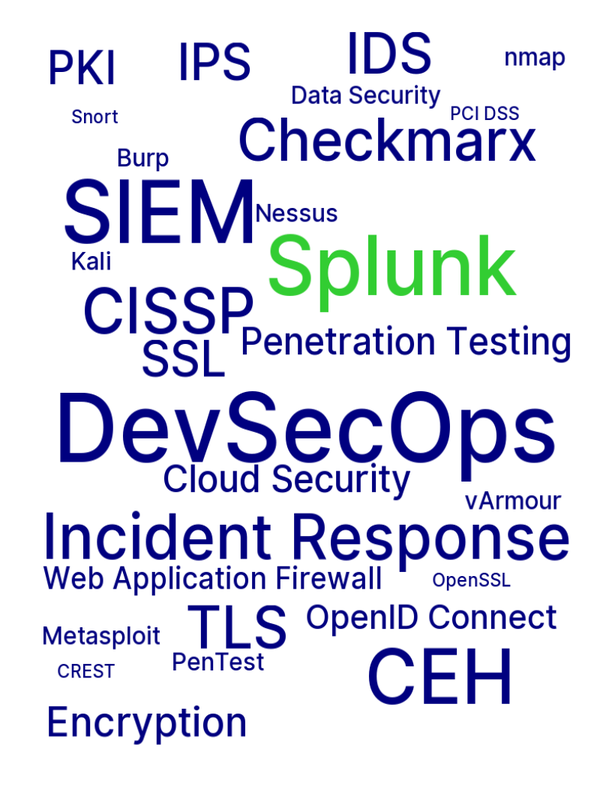 PKI
IPS
IDS
nmap
Data Security
Snort
PCI DSS
Checkmarx
Burp
SIEM
Nessus
Kali
Splunk
CISSP
Penetration Testing
SSL
DevSecOps
Cloud Security
vArmour
Incident Response
Web Application Firewall
OpenSSL
TLS
OpenID Connect
Metasploit
PenTest
CREST
CEH
Encryption